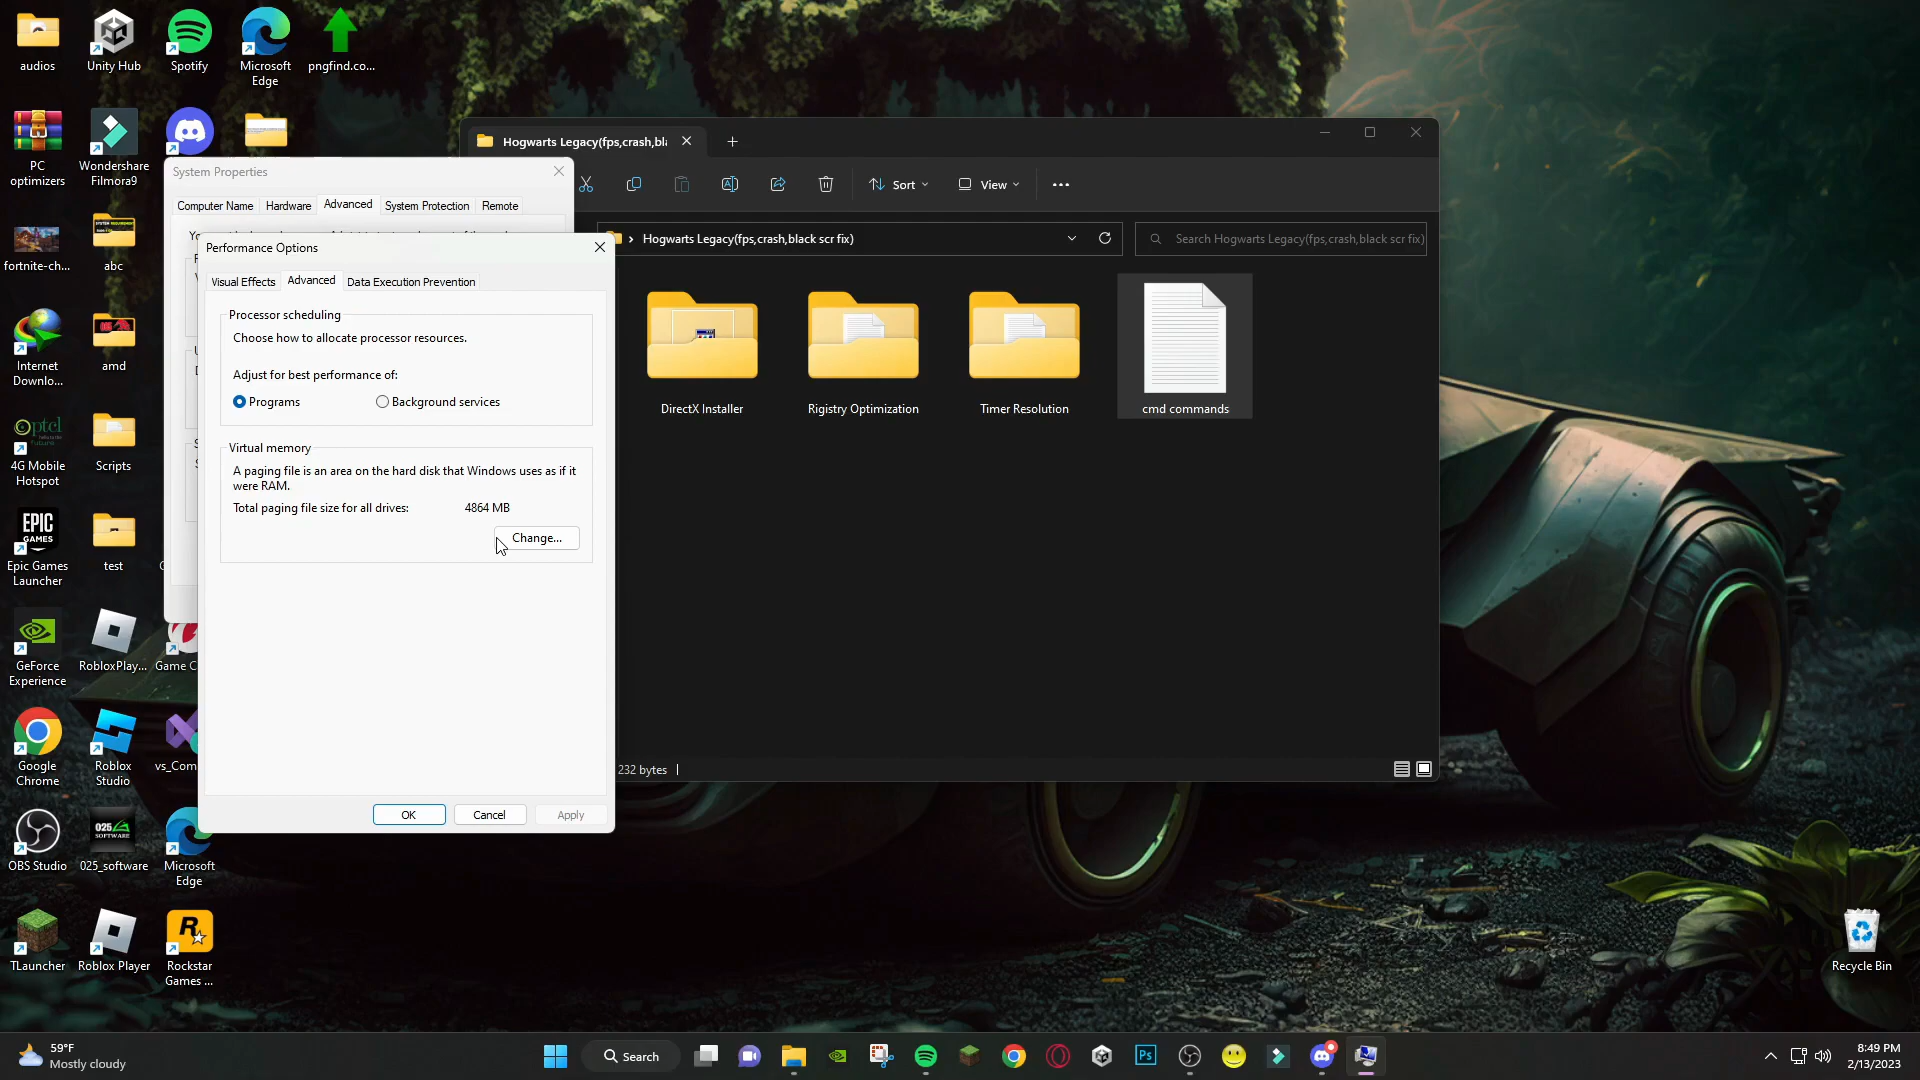 audios
Unity Hub
Spotify
Microsoft
Edge
pngfind.co...
PC
optimizers
Wondershare
Filmora9
fortnite-ch...
abc
Internet
Downlo...
amd
4G Mobile
Hotspot
Scripts
EPIC
GAMES
Epic Games
Launcher
test
GeForce
Experience
RobloxPlay...
Game C
Google
Chrome
Roblox
Studio
vs_Com
OBS Studio
025
SOFTWARE
025_software
Microsoft
Edge
TLauncher
Roblox Player
Rockstar
Games ...
Recycle Bin
System Properties
Computer Name
Hardware
Advanced
System Protection
Remote
Performance Options
Visual Effects
Advanced
Data Execution Prevention
Processor scheduling
Choose how to allocate processor resources.
Adjust for best performance of:
Programs
Background services
Virtual memory
A paging file is an area on the hard disk that Windows uses as if it
were RAM.
Total paging file size for all drives:
4864 MB
Change...
OK
Cancel
Apply
Hogwarts Legacy(fps,crash,bla
Sort
View
Hogwarts Legacy(fps,crash,black scr fix)
Search Hogwarts Legacy(fps,crash,black scr fix)
DirectX Installer
Rigistry Optimization
Timer Resolution
cmd commands
232 bytes
59°F
Mostly cloudy
Search
Ps
8:49 PM
2/13/2023